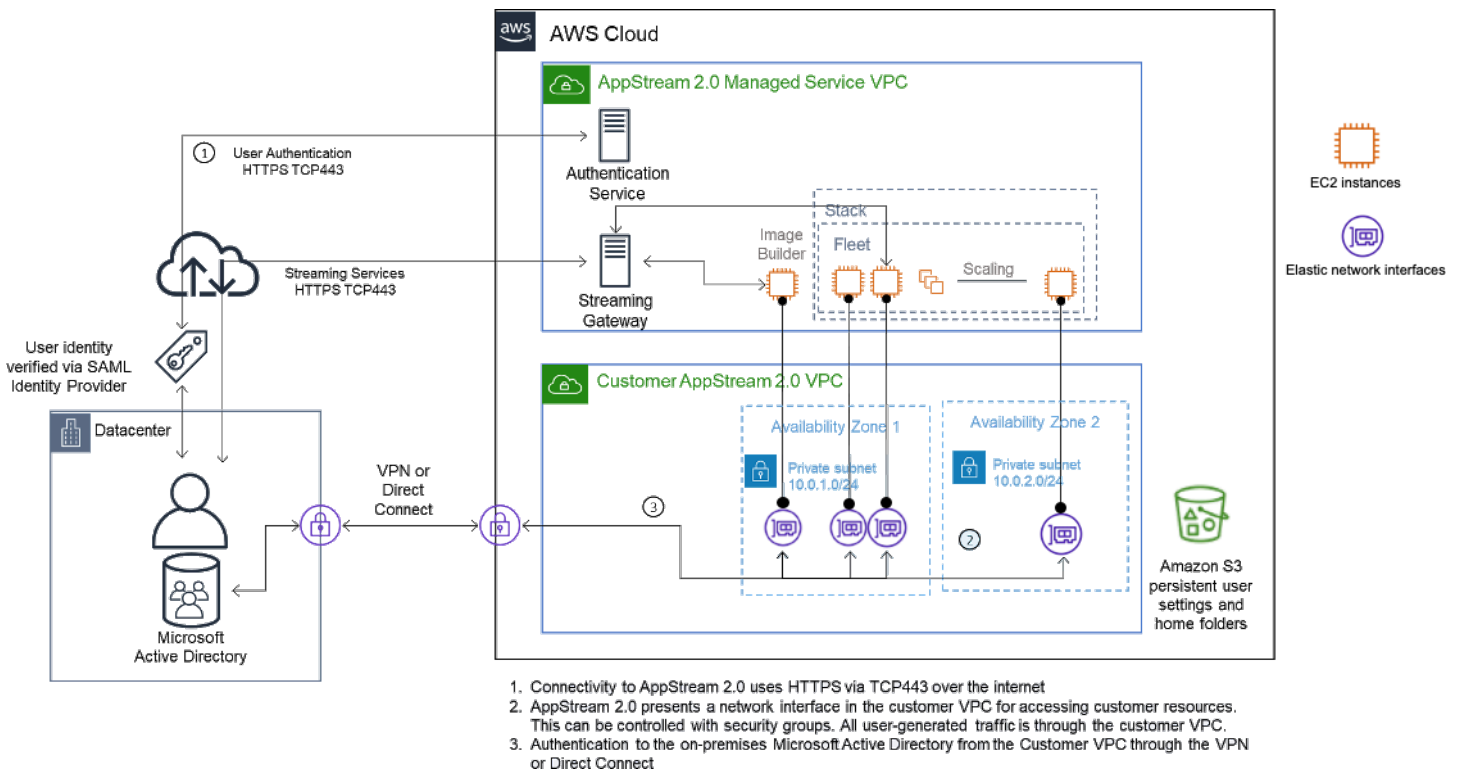 aws
AWS Cloud
AppStream 2.0 Managed Service VPC
1
User Authentication
HTTPS TCP443
Authentication
Service
EC2 instances
Stack
Image
Builder
Fleet
Scaling
Elastic network interfaces
Streaming Services
HTTPS TCP443
Streaming
Gateway
User identity
verified via SAML
Identity Provider
Customer AppStream 2.0 VPC
Datacenter
Availability Zone 1
Availability Zone 2
Private subnet
10.0.1.0/24
Private subnet
10.0.2.0/24
VPN or
Direct
Connect
3
2
Amazon S3
persistent user
settings and
home folders
Microsoft
Active Directory
1. Connectivity to AppStream 2.0 uses HTTPS via TCP443 over the internet
2. AppStream 2.0 presents a network interface in the customer VPC for accessing customer resources.
This can be controlled with security groups. All user-generated traffic is through the customer VPC.
3. Authentication to the on-premises Microsoft Active Directory from the Customer VPC through the VPN
or Direct Connect